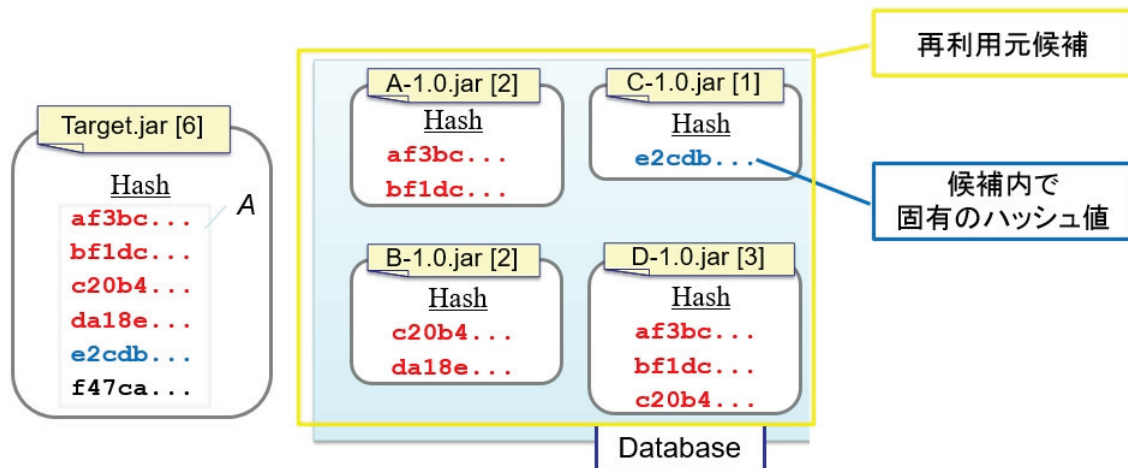 Target.jar [6]
Hash
A
af3bc...
bf1dc...
c20b4...
da18e...
e2cdb...
f47ca...
A-1.0.jar [2]
Hash
af3bc...
bf1dc...
C-1.0.jar [1]
Hash
e2cdb...
B-1.0.jar [2]
Hash
c20b4...
da18e...
D-1.0.jar [3]
Hash
af3bc...
bf1dc...
c20b4...
Database
再利用元候補
候補内で
固有のハッシュ値